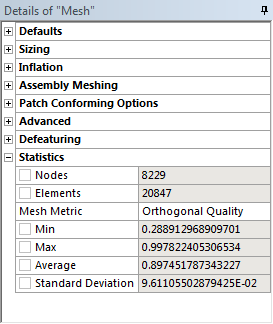 Details of "Mesh"
Defaults
Sizing
Inflation
Assembly Meshing
Patch Conforming Options
Advanced
Defeaturing
Statistics
Nodes 8229
Elements 20847
Mesh Metric Orthogonal Quality
Min 0.288912968909701
Max 0.997822405306534
Average 0.897451787343227
Standard Deviation 9.61105502879425E-02